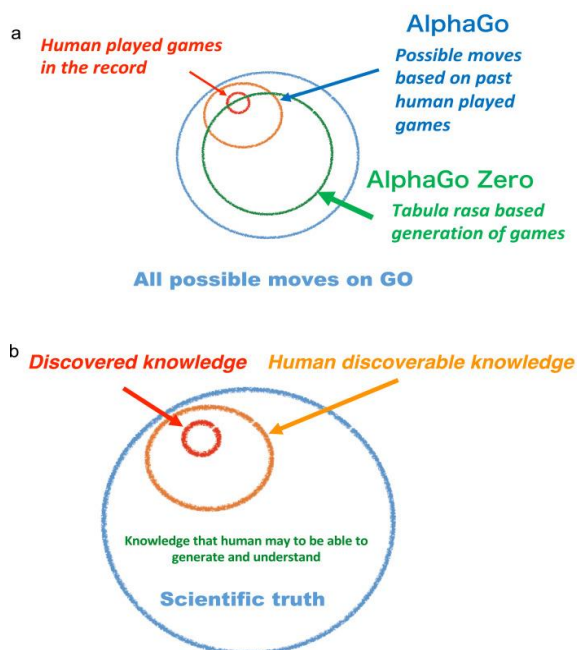 a
Human played games
in the record
AlphaGo
Possible moves
based on past
human played
games
AlphaGo Zero
Tabula rasa based
generation of games
All possible moves on GO
b
Discovered knowledge
Human discoverable knowledge
Knowledge that human may to be able to
generate and understand
Scientific truth